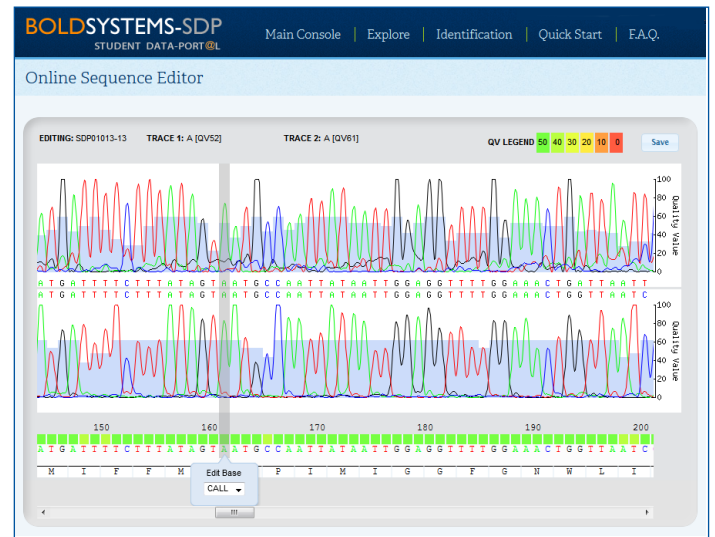 BOLDSYSTEMS-SDP
STUDENT DATA-PORT@L
Main Console | Explore | Identification | Quick Start | F.A.Q.
Online Sequence Editor
EDITING: SDP01013-13 TRACE 1: A [QV52] TRACE 2: A [QV61] QV LEGEND 50 40 30 20 10 0 Save
100
80
60
40
20
0
Quality Value
A T G A T T T T C T T T A T A G T A A T G C C A A T T A T A A T T G G A G G T T T T G G A A A C T G A T T A A T T
A T G A T T T T C T T T A T A G T A A T G C C A A T T A T A A T T G G A G G T T T T G G A A A C T G G T T A A T C
100
80
60
40
20
0
Quality Value
150 160 170 180 190 200
A T G A T T T T C T T T A T A G T A A T G C C A A T T A T A A T T G G A G G T T T T G G A A A C T G G T T A A T C
M I F F M P I M I G G F G N W L I
Edit Base
CALL